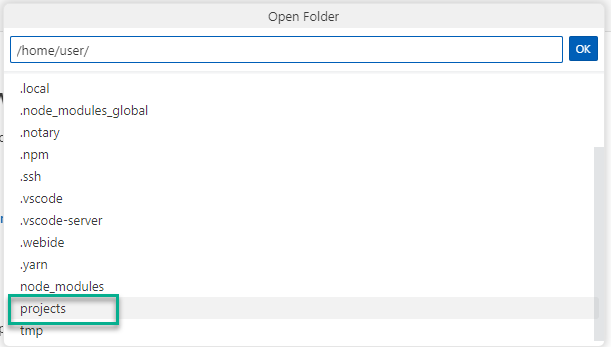 Open Folder
/home/user/
OK
.local
.node_modules_global
.notary
.npm
.ssh
.vscode
.vscode-server
.webide
.yarn
node_modules
projects
tmp